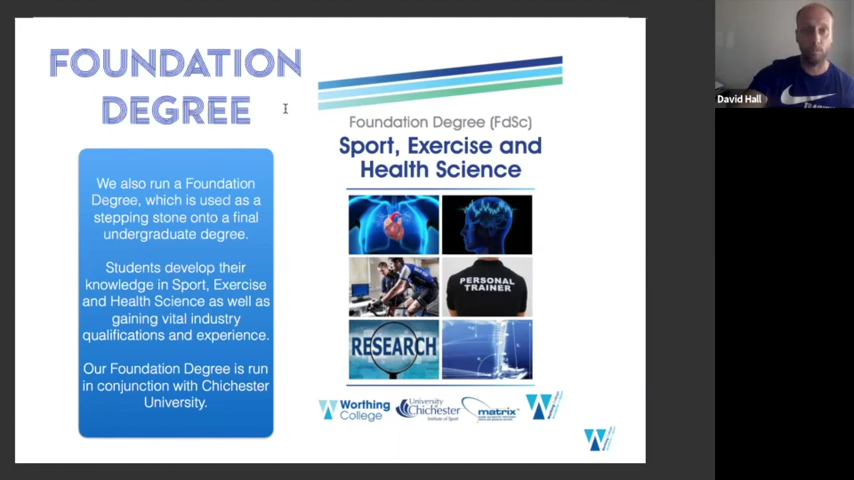 FOUNDATION
DEGREE
We also run a Foundation
Degree, which is used as a
stepping stone onto a final
undergraduate degree.
Students develop their
knowledge in Sport, Exercise
and Health Science as well as
gaining vital industry
qualifications and experience.
Our Foundation Degree is run
in conjunction with Chichester
University.
Foundation Degree (FdSc)
Sport, Exercise and
Health Science
PERSONAL
TRAINER
RESEARCH
Worthing
College
University
Chichester
Institute of Sport
matrix
David Hall